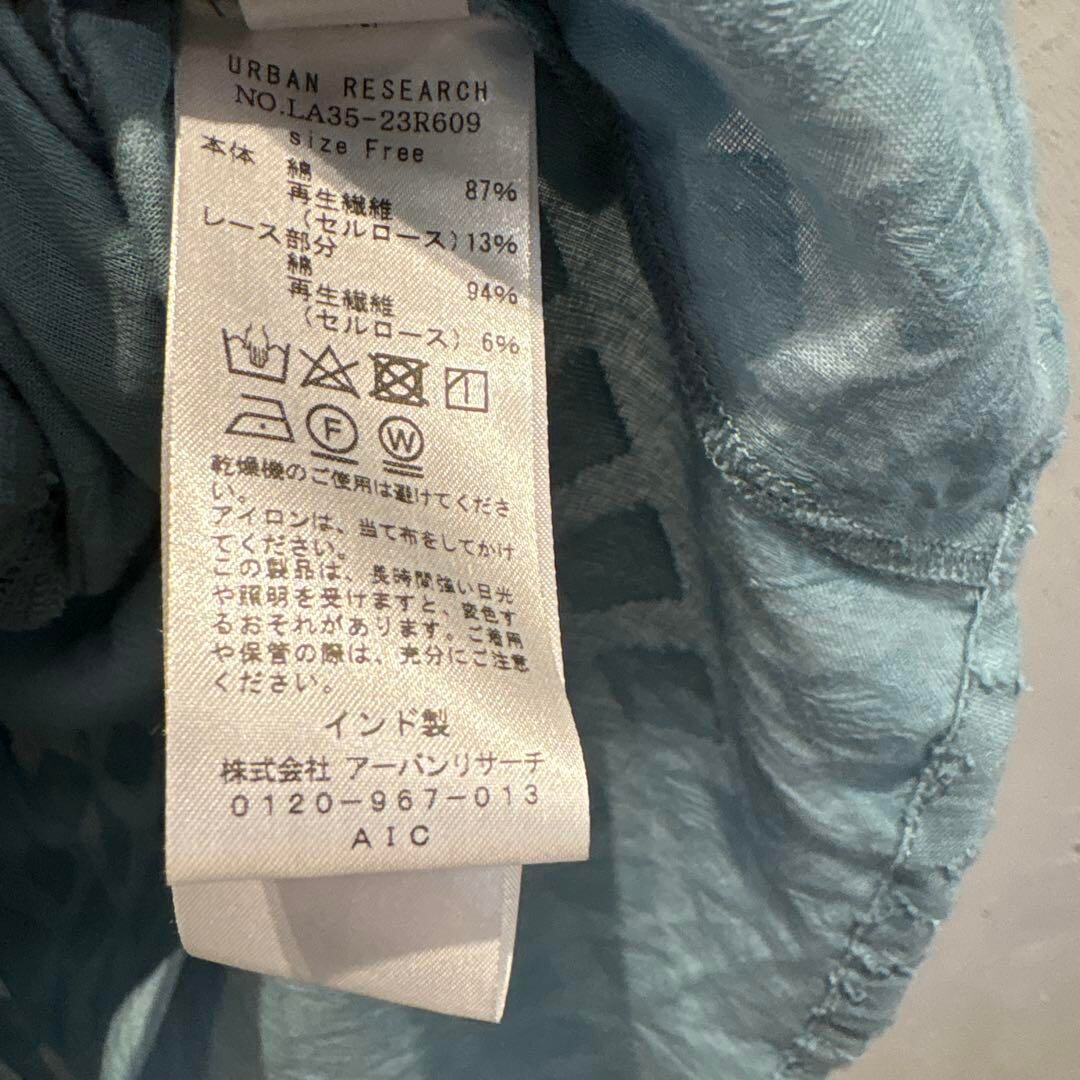 URBAN RESEARCH
NO.LA35-23R609
size Free
本体 綿 87%
再生繊維
(セルロース)13%
レース部分
綿 94%
再生繊維
(セルロース) 6%
F W
乾燥機のご使用は避けてくださ
い。
アイロンは、当て布をしてかけ
てください。
この製品は、長時間強い日光
や照明を受けますと、変色す
るおそれがあります。ご着用
や保管の際は、充分にご注意
ください。
インド製
株式会社 アーバンリサーチ
0120-967-013
AIC